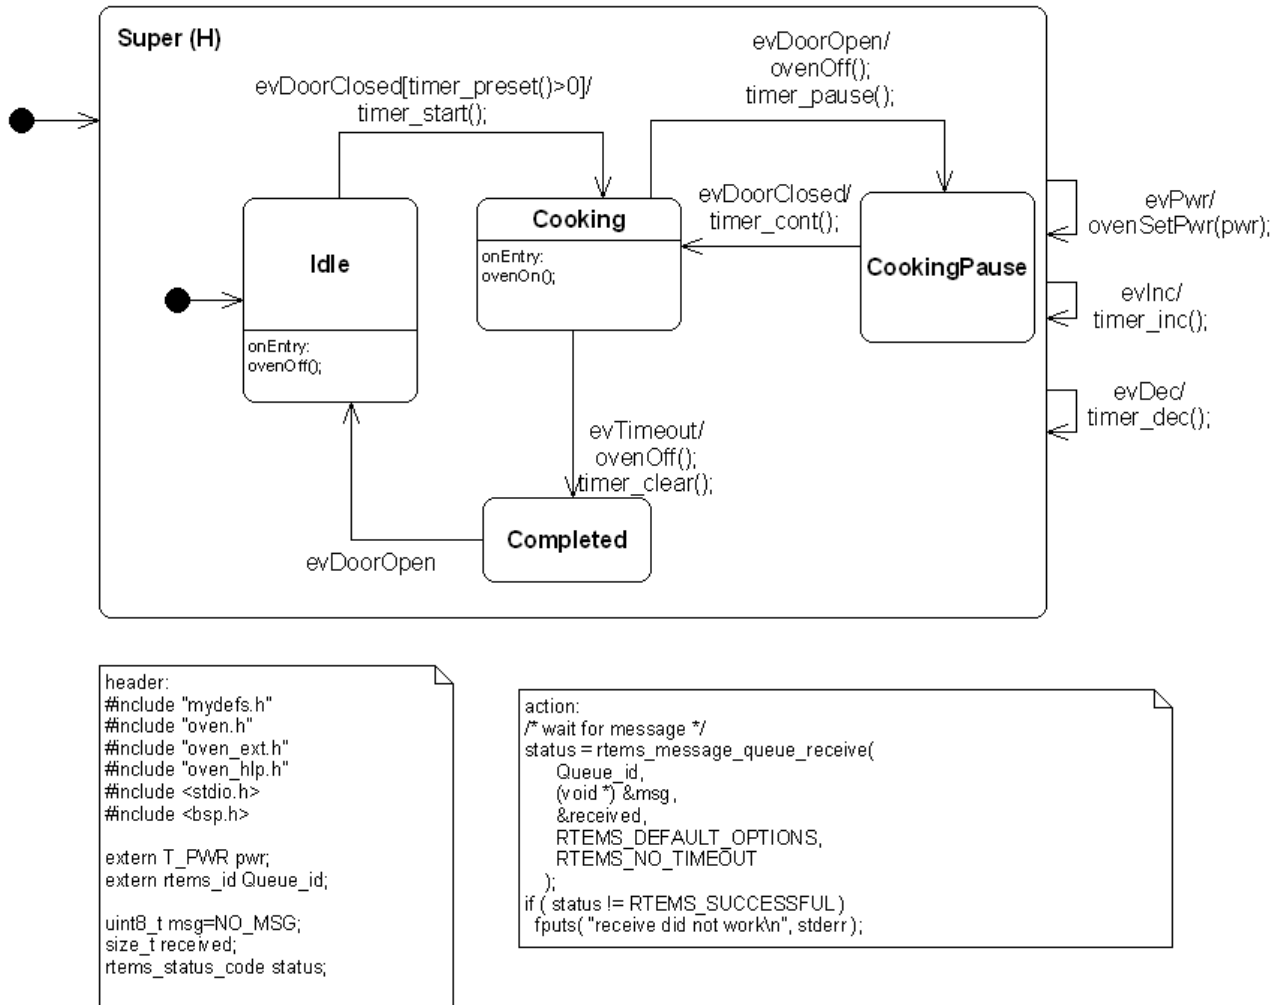 Super (H)
evDoorClosed[timer_preset()>0]/
timer_start();
evDoorOpen/
ovenOff();
timer_pause();
Idle
onEntry:
ovenOff();
Cooking
onEntry:
ovenOn();
evDoorClosed/
timer_cont();
CookingPause
evPwr/
ovenSetPwr(pwr);
evInc/
timer_inc();
evDec/
timer_dec();
evTimeout/
ovenOff();
timer_clear();
Completed
evDoorOpen
header:
#include "mydefs.h"
#include "oven.h"
#include "oven_ext.h"
#include "oven_hlp.h"
#include <stdio.h>
#include <bsp.h>
extern T_PWR pwr;
extern rtems_id Queue_id;
uint8_t msg=NO_MSG;
size_t received;
rtems_status_code status;
action:
/* wait for message */
status = rtems_message_queue_receive(
Queue_id,
(void *) &msg,
&received,
RTEMS_DEFAULT_OPTIONS,
RTEMS_NO_TIMEOUT
);
if ( status != RTEMS_SUCCESSFUL )
fputs( "receive did not work\n", stderr );